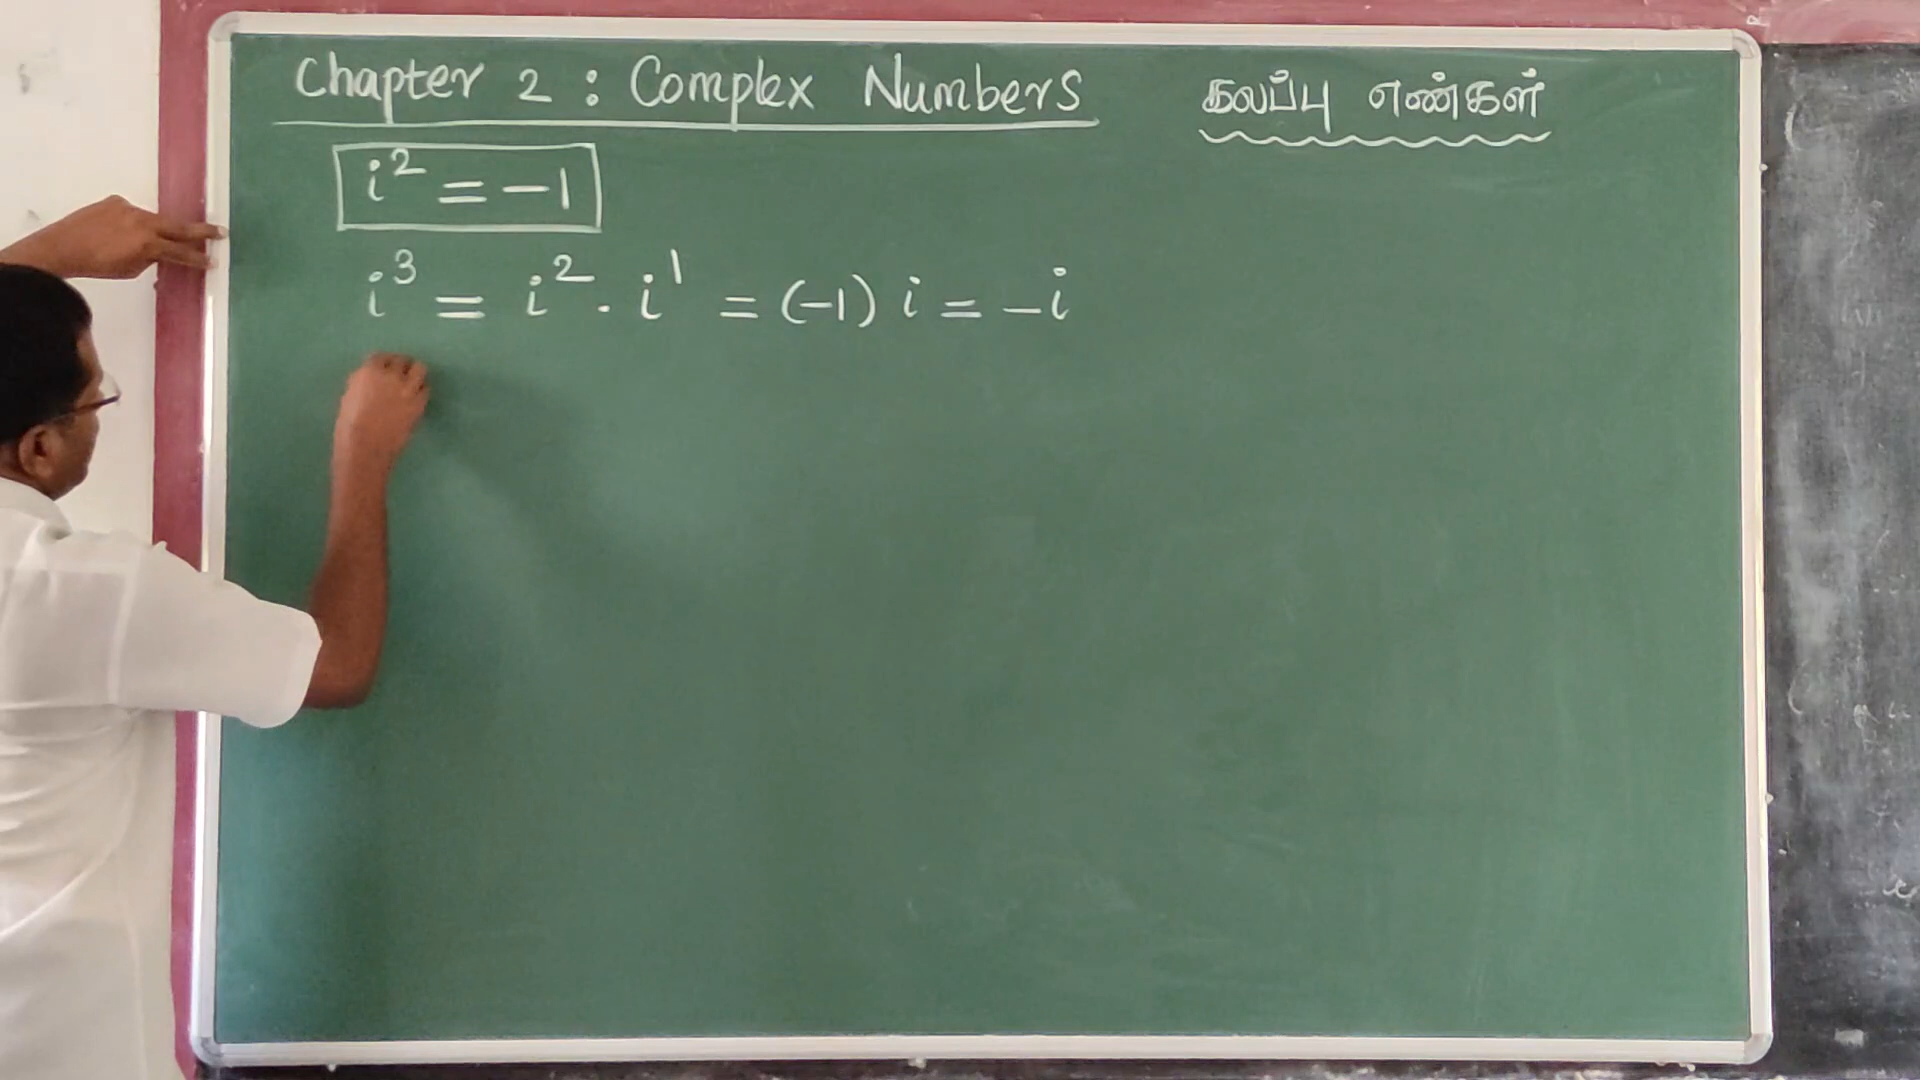 Chapter 2 : Complex Numbers கலப்பு எண்கள்
i² = -1
i³ = i² . i¹ = (-1) i = -i